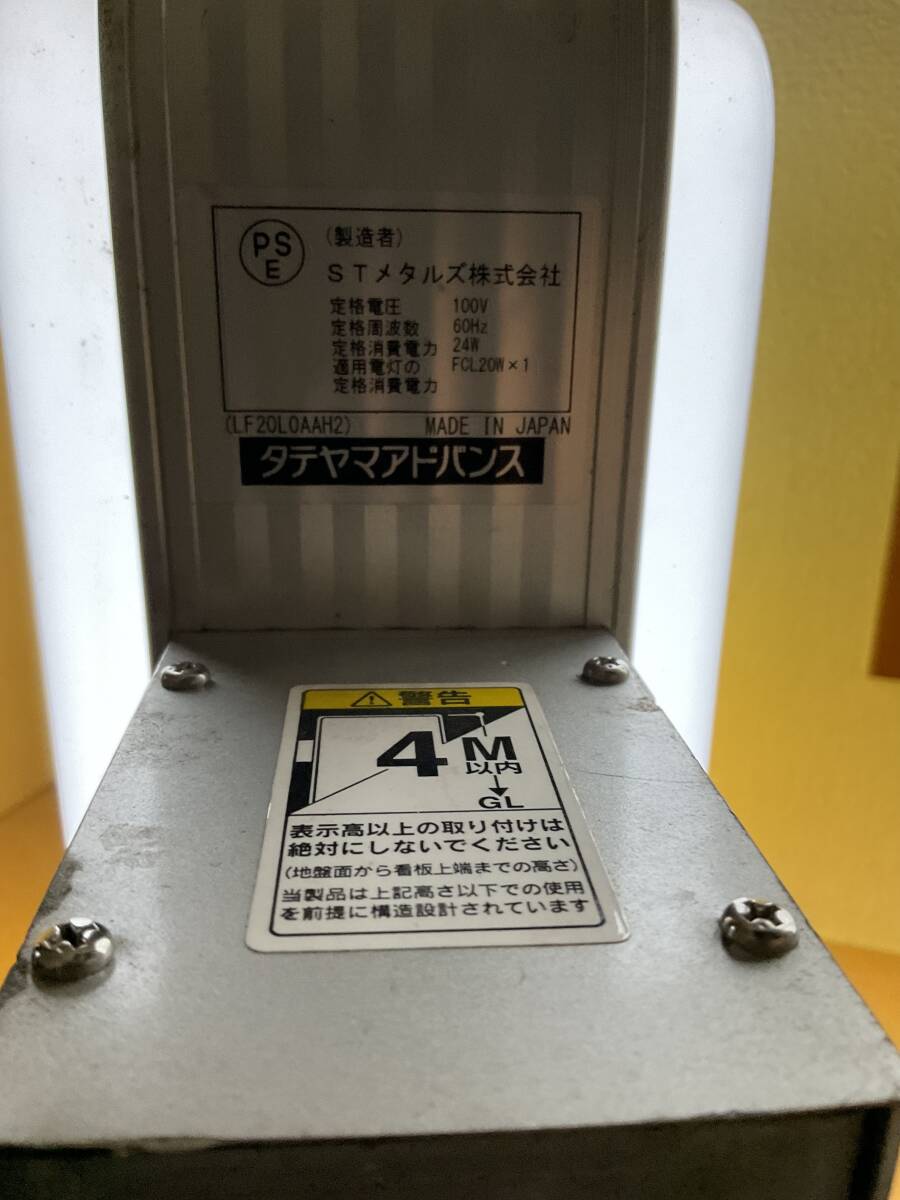 PS
E
(製造者)
STメタルズ株式会社
定格電圧 100V
定格周波数 60Hz
定格消費電力 24W
適用電灯の FCL20W×1
定格消費電力
(LF20L0AAH2) MADE IN JAPAN
タテヤマアドバンス
警告
4M
以内
GL
表示高以上の取り付けは
絶対にしないでください
(地盤面から看板上端までの高さ)
当製品は上記高さ以下での使用
を前提に構造設計されています